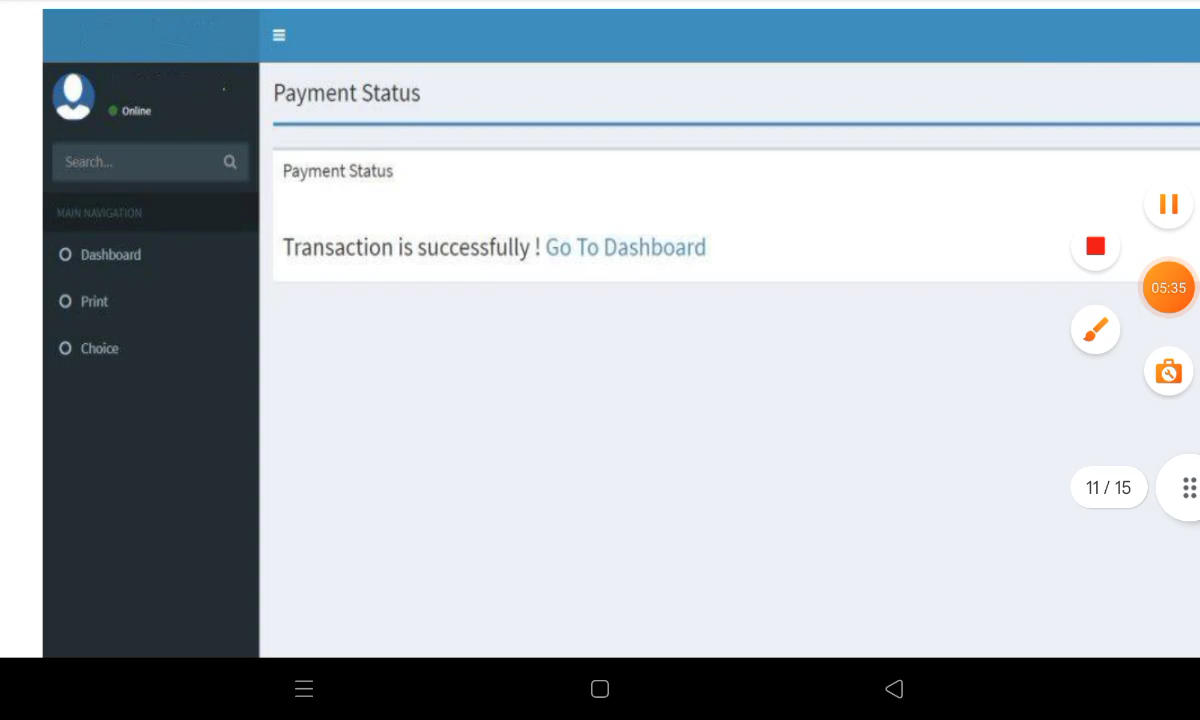 Payment Status
Online
Search...
Payment Status
MAIN NAVIGATION
Transaction is successfully ! Go To Dashboard
Dashboard
Print
Choice
05:35
11 / 15